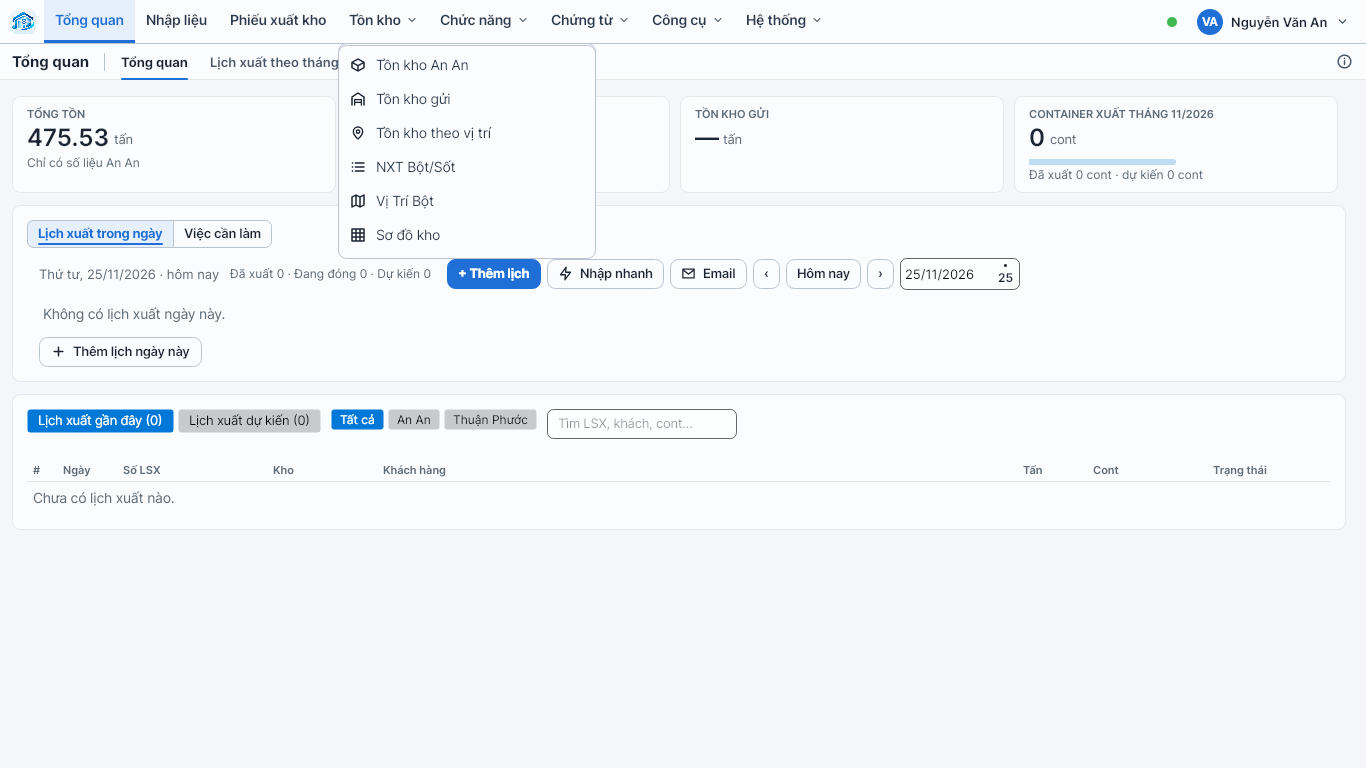 Tổng quan Nhập liệu Phiếu xuất kho Tồn kho Chức năng Chứng từ Công cụ Hệ thống VA Nguyễn Văn An
Tổng quan Tổng quan Lịch xuất theo tháng
Tồn kho An An
Tồn kho gửi
Tồn kho theo vị trí
NXT Bột/Sốt
Vị Trí Bột
Sơ đồ kho
TỔNG TỒN
475.53 tấn
Chỉ có số liệu An An
TỒN KHO GỬI
— tấn
CONTAINER XUẤT THÁNG 11/2026
0 cont
Đã xuất 0 cont · dự kiến 0 cont
Lịch xuất trong ngày Việc cần làm
Thứ tư, 25/11/2026 · hôm nay Đã xuất 0 · Đang đóng 0 · Dự kiến 0 + Thêm lịch Nhập nhanh Email ‹ Hôm nay › 25/11/2026 25
Không có lịch xuất ngày này.
+ Thêm lịch ngày này
Lịch xuất gần đây (0) Lịch xuất dự kiến (0) Tất cả An An Thuận Phước Tìm LSX, khách, cont...
# Ngày Số LSX Kho Khách hàng Tấn Cont Trạng thái
Chưa có lịch xuất nào.